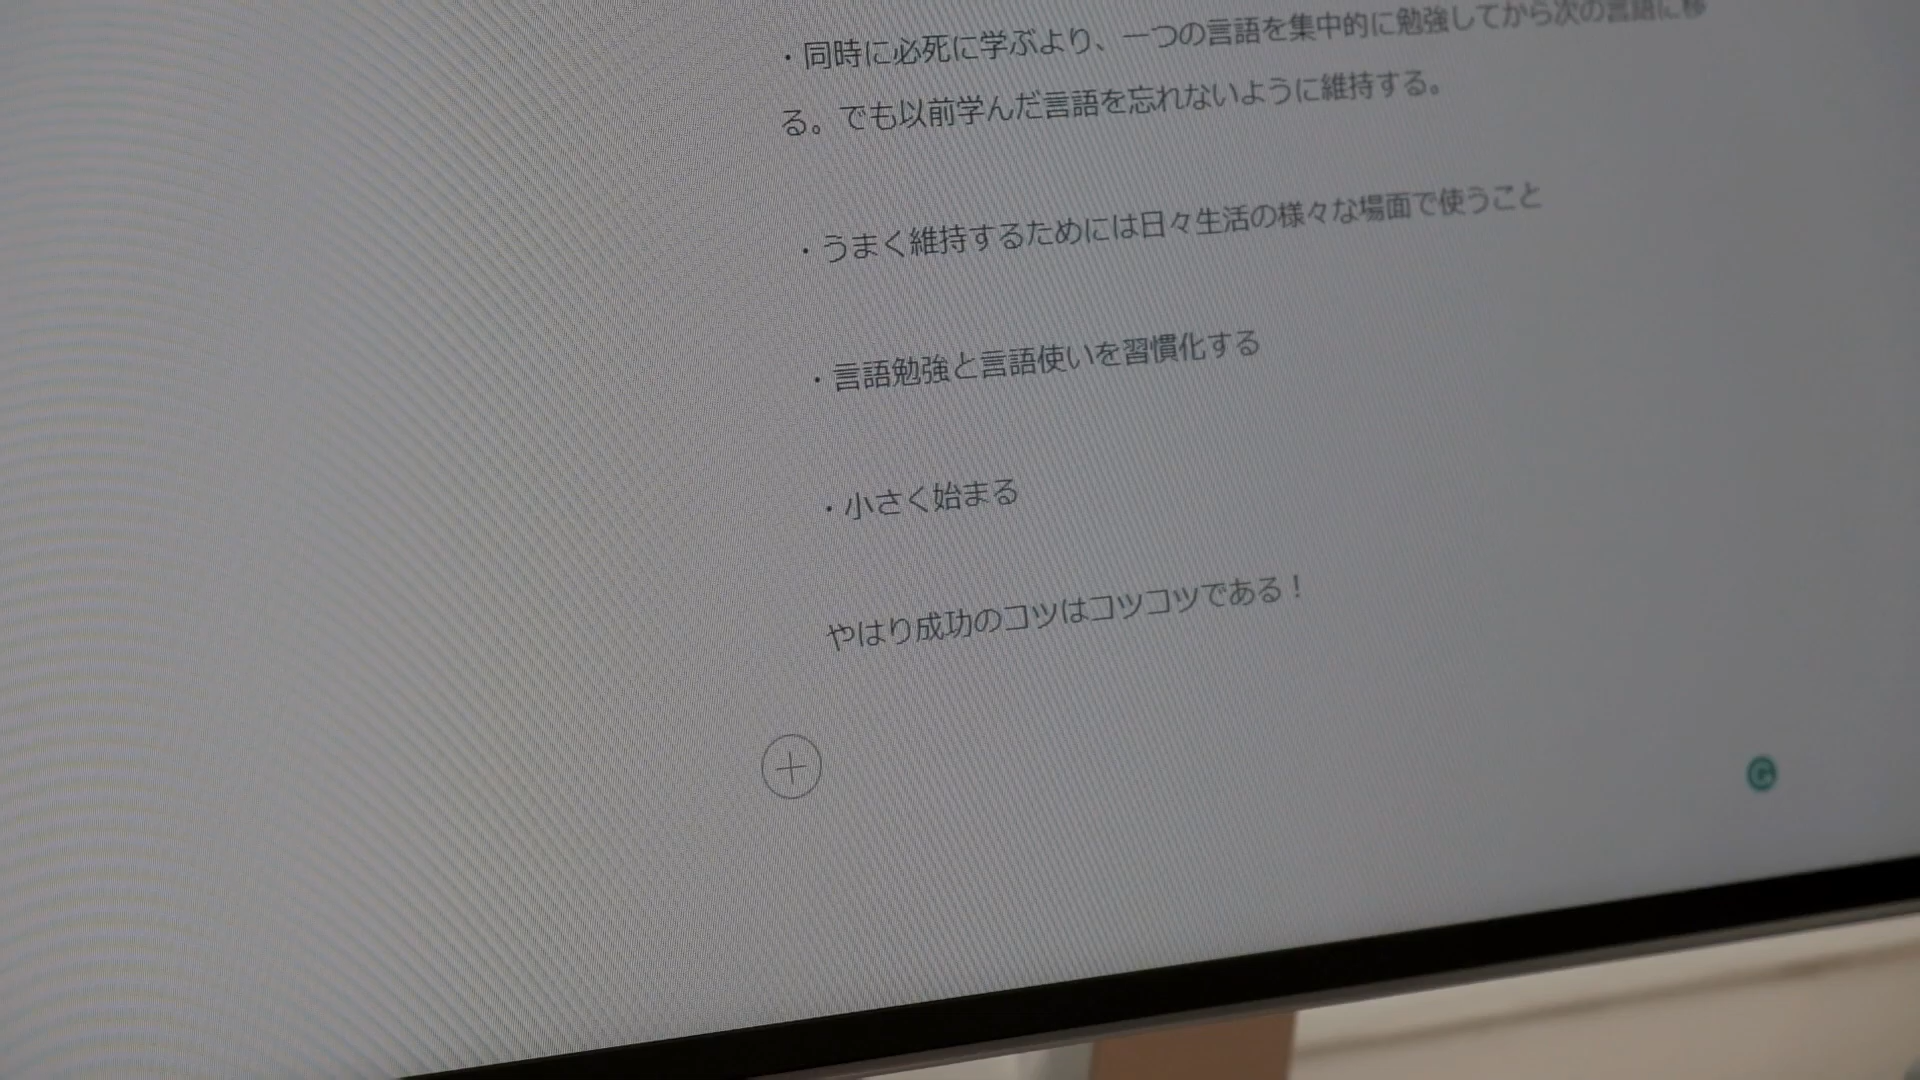 ・同時に必死に学ぶより、一つの言語を集中的に勉強してから次の言語に移
る。でも以前学んだ言語を忘れないように維持する。
・うまく維持するためには日々生活の様々な場面で使うこと
・言語勉強と言語使いを習慣化する
・小さく始まる
やはり成功のコツはコツコツである！